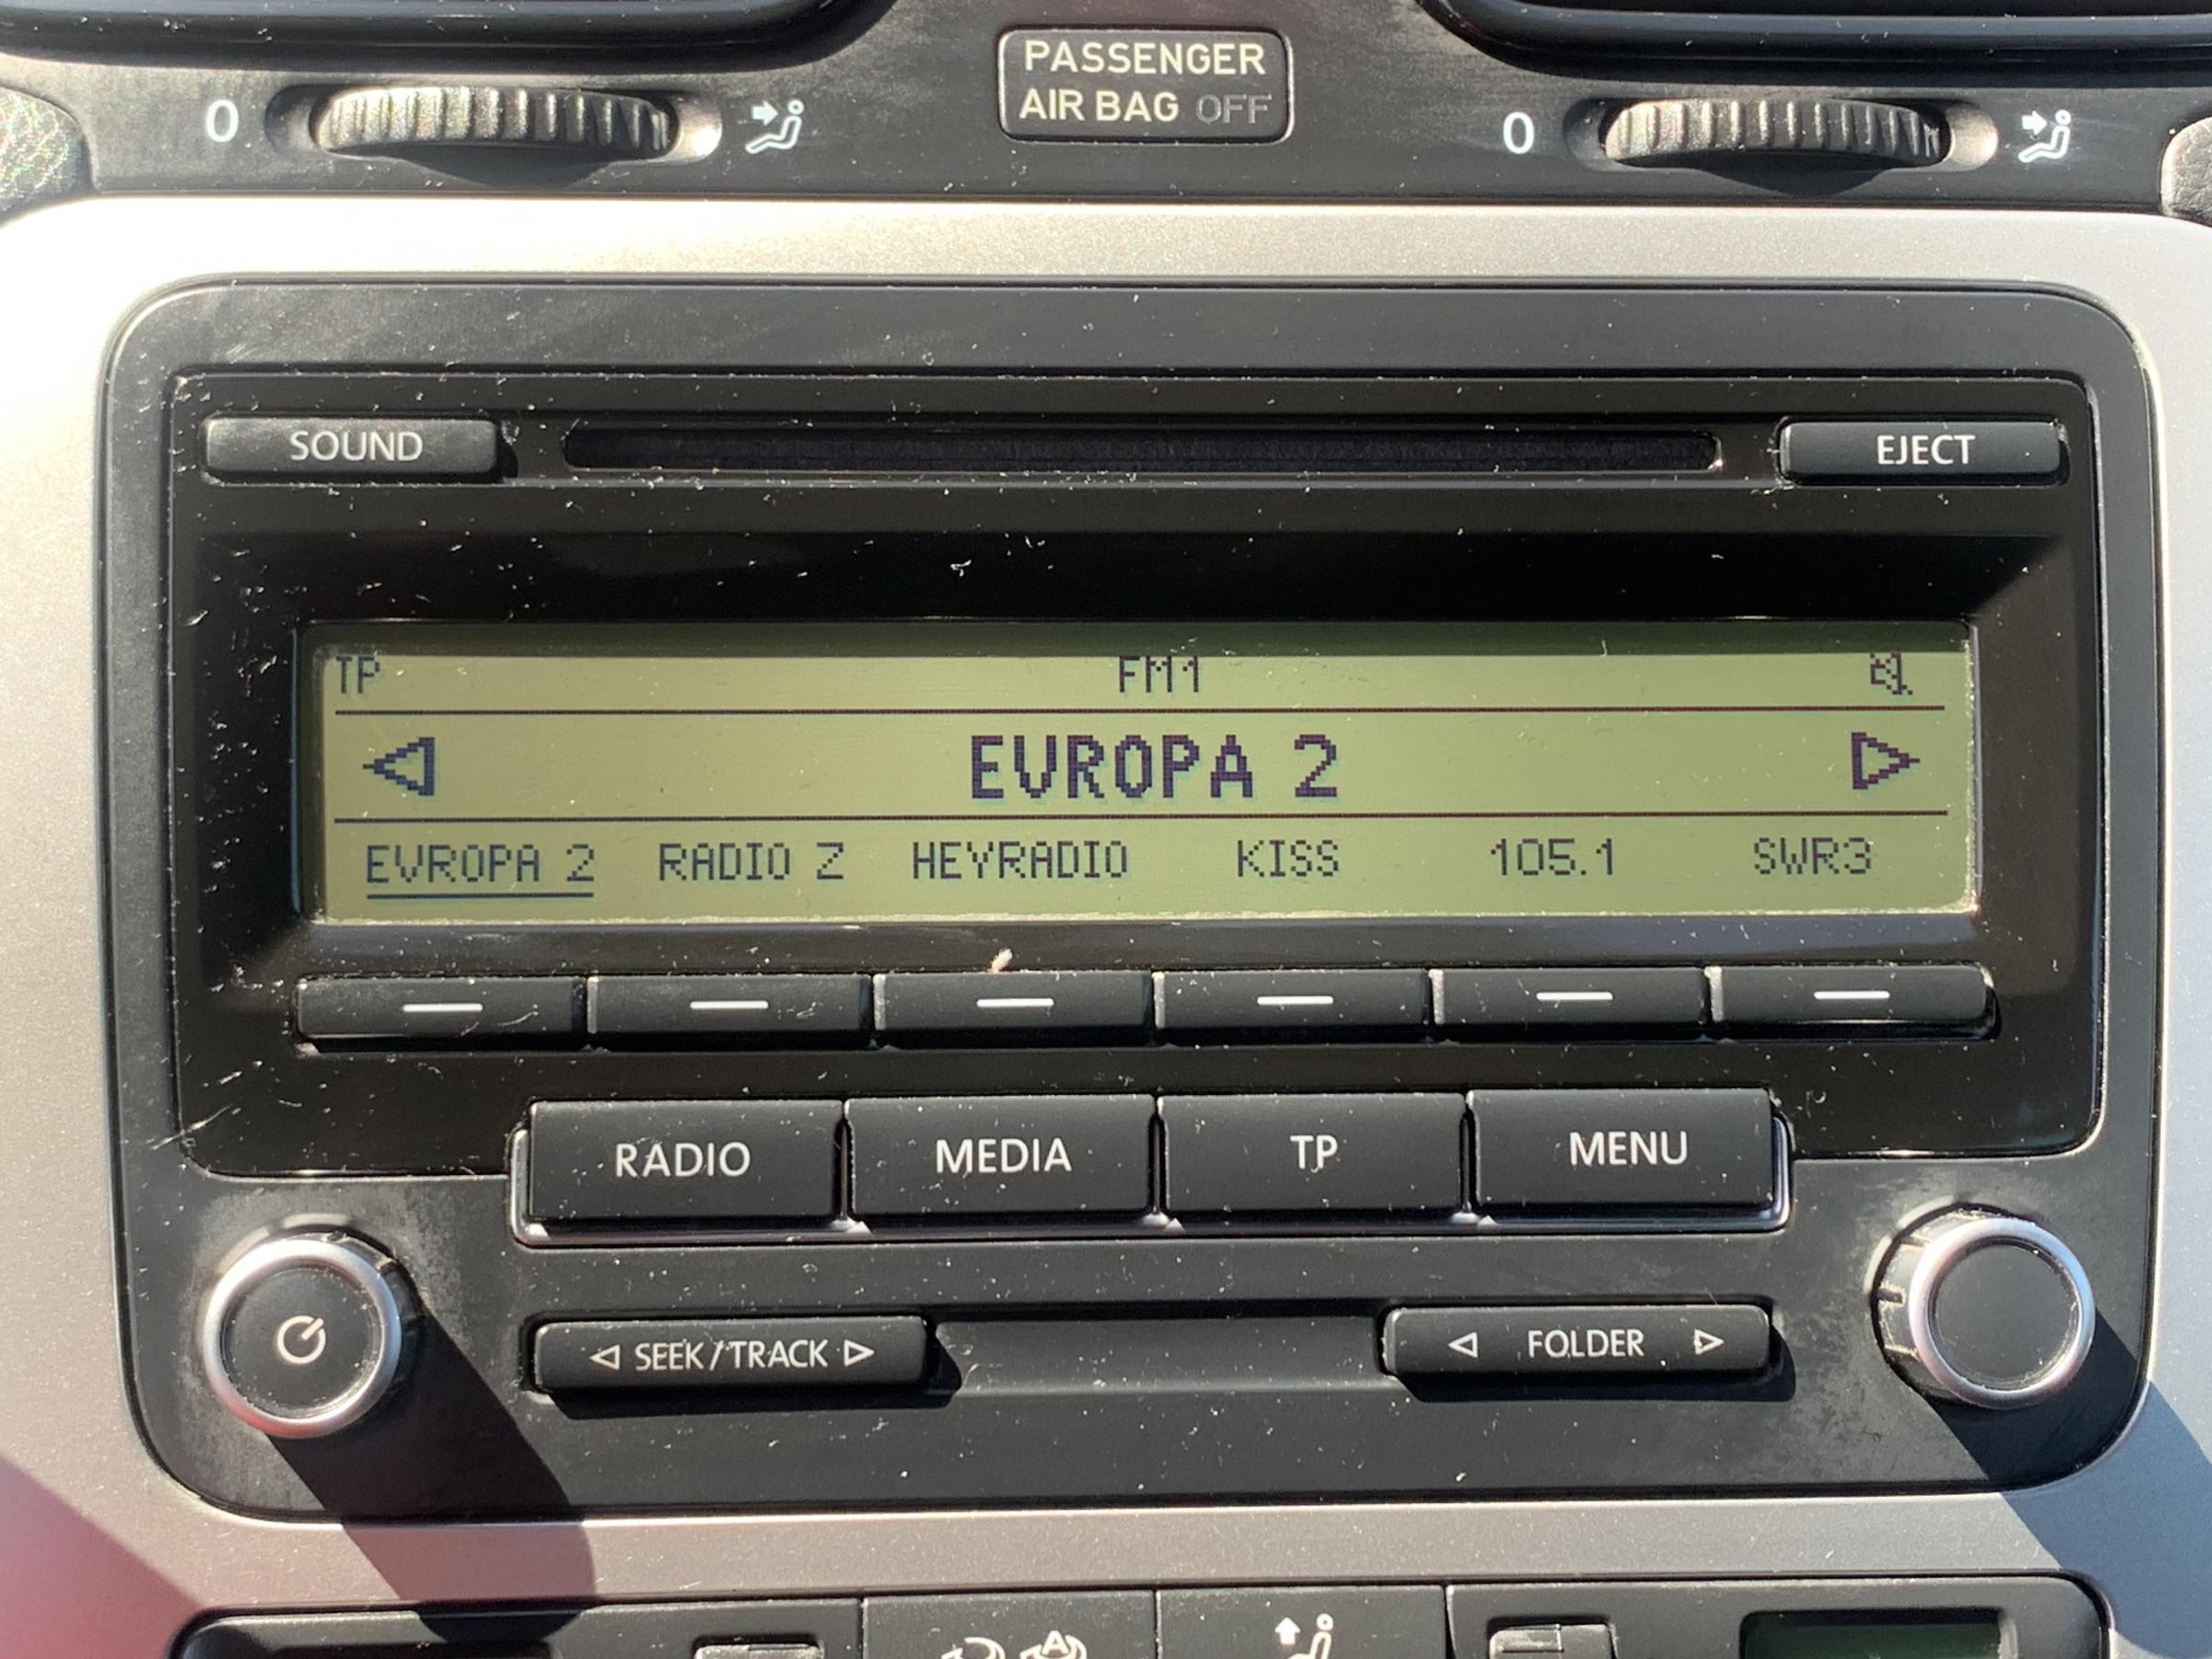 PASSENGER
AIR BAG OFF
0
0
SOUND
EJECT
TP FM1
EVROPA 2
EVROPA 2 RADIO Z HEYRADIO KISS 105.1 SWR3
RADIO MEDIA TP MENU
SEEK/TRACK FOLDER
A